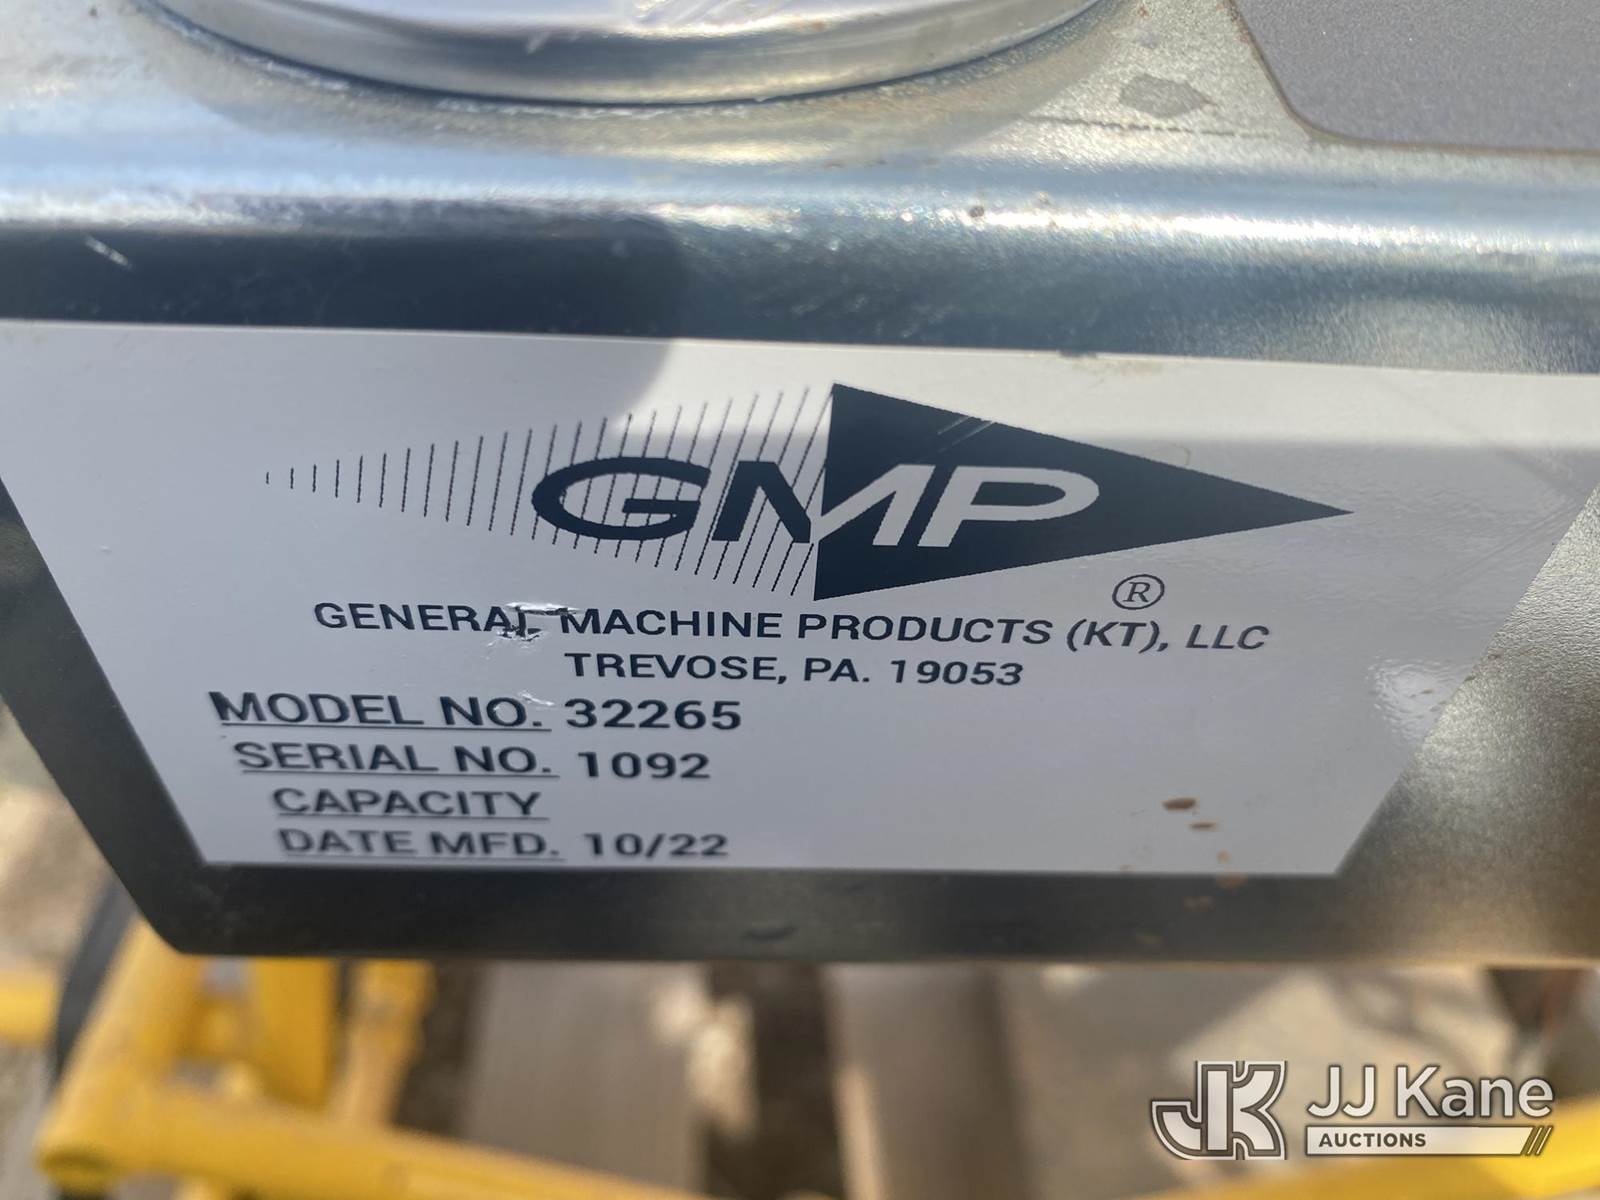 GMP
®
GENERAL MACHINE PRODUCTS (KT), LLC
TREVOSE, PA. 19053
MODEL NO. 32265
SERIAL NO. 1092
CAPACITY
DATE MFD. 10/22
JK JJ Kane
AUCTIONS